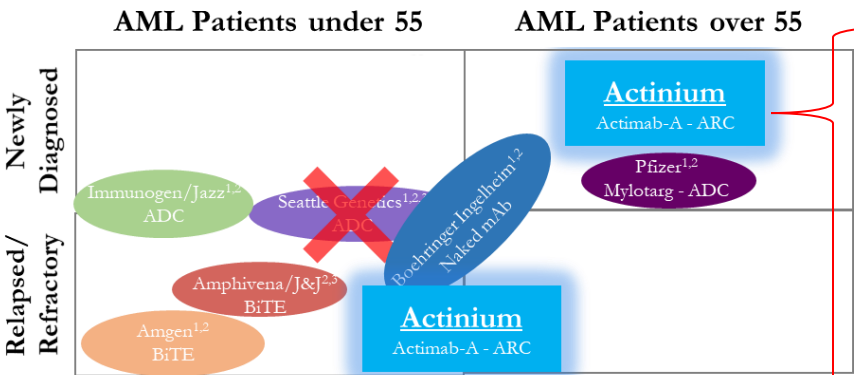 AML Patients under 55
AML Patients over 55
Newly
Diagnosed
Actinium
Actimab-A - ARC
Pfizer1,2
Mylotarg - ADC
Immunogen/Jazz1,2
ADC
Seattle Genetics1,2,
ADC
Boehringer Ingelheim1,2
Naked mAb
Relapsed/
Refractory
Amphivena/J&J2,3
BiTE
Amgen1,2
BiTE
Actinium
Actimab-A - ARC